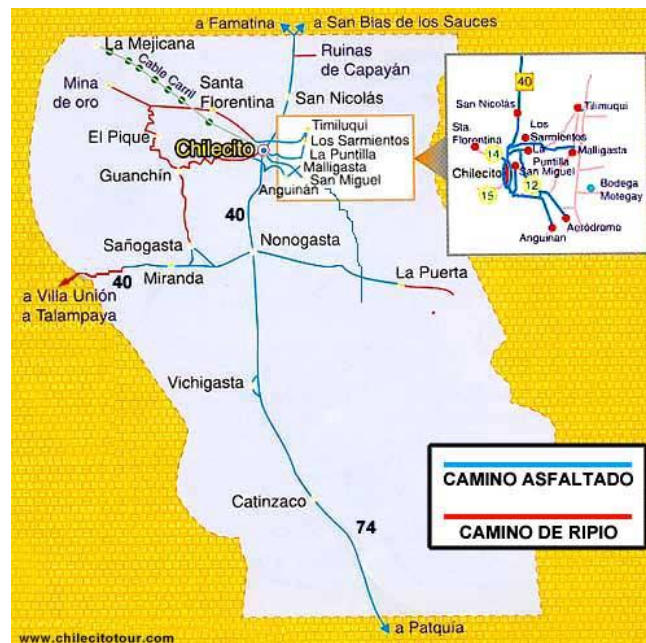 a Famatina
a San Blas de los Sauces
La Mejicana
Cable Carril
Ruinas
de Capayán
Mina
de oro
Santa
Florentina
San Nicolás
El Pique
Chilecito
Timiluqui
Los Sarmientos
La Puntilla
Malligasta
San Miguel
Anguinán
Guanchín
40
Sañogasta
Nonogasta
40
Miranda
La Puerta
a Villa Unión
a Talampaya
Vichigasta
Catinzaco
74
a Patquia
40
San Nicolás
Tilimuqui
Los
Sarmientos
Sta.
Florentina
14
La
Puntilla
Malligasta
Chilecito
San Miguel
12
15
Bodega
Motegay
Aeródromo
Anguinan
CAMINO ASFALTADO
CAMINO DE RIPIO
www.chilecitotour.com